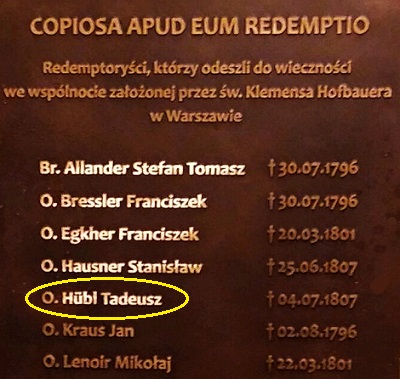 COPIOSA APUD EUM REDEMPTIO
Redemptoryści, którzy odeszli do wieczności
we wspólnocie założonej przez św. Klemensa Hofbauera
w Warszawie
Br. Allander Stefan Tomasz †30.07.1796
O. Bressler Franciszek †30.07.1796
O. Egkher Franciszek †20.03.1801
O. Hausner Stanisław †25.06.1807
O. Hübl Tadeusz †04.07.1807
O. Kraus Jan †02.08.1796
O. Lenoir Mikołaj †22.03.1801